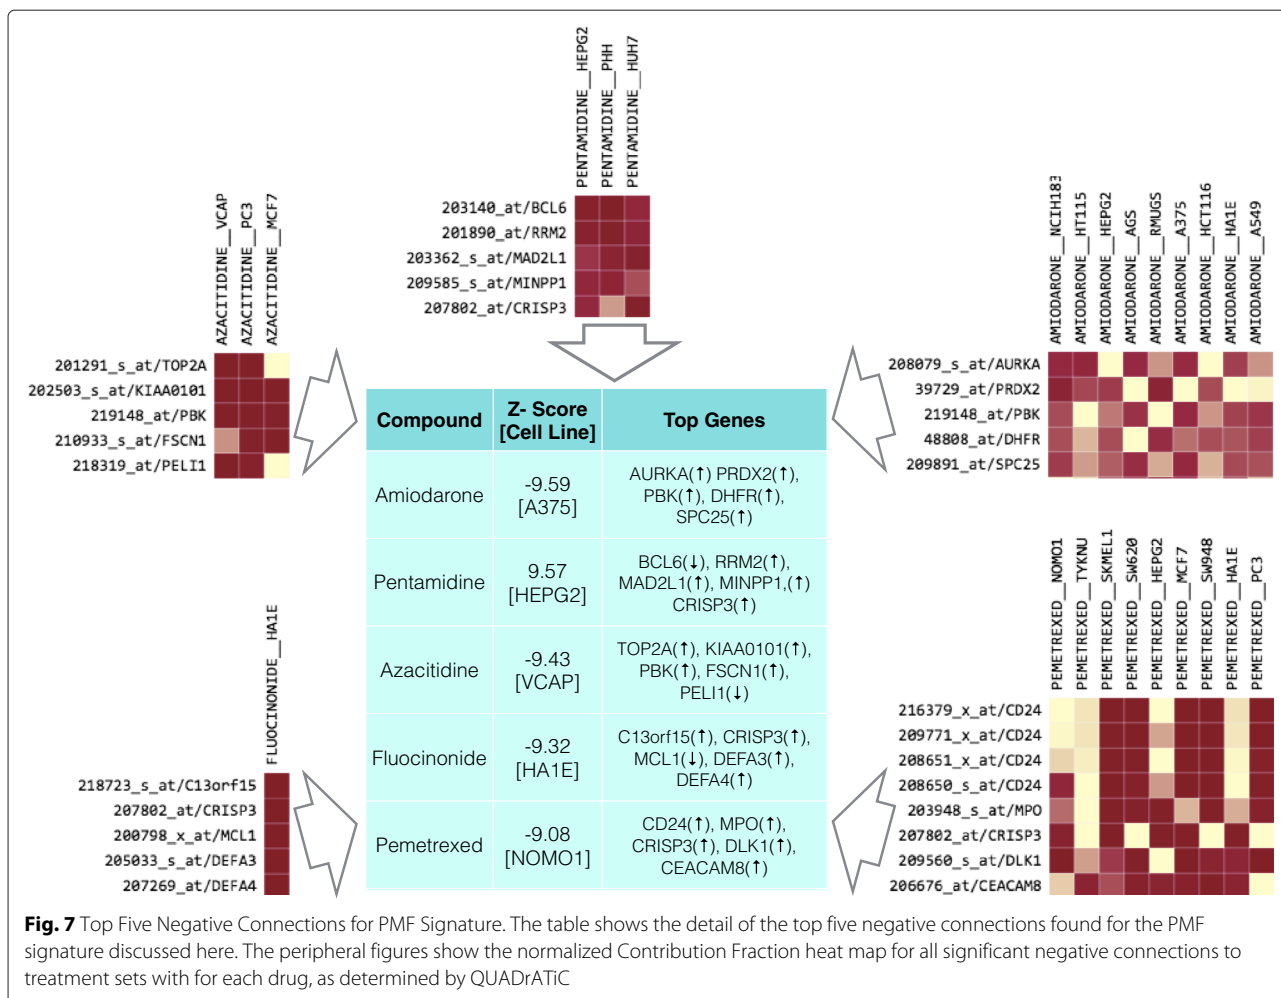 PENTAMIDINE__HEPG2
PENTAMIDINE__PHH
PENTAMIDINE__HUH7
203140_at/BCL6
201890_at/RRM2
203362_s_at/MAD2L1
209585_s_at/MINPP1
207802_at/CRISP3
AZACITIDINE__VCAP
AZACITIDINE__PC3
AZACITIDINE__MCF7
201291_s_at/TOP2A
202503_s_at/KIAA0101
219148_at/PBK
210933_s_at/FSCN1
218319_at/PELI1
AMIODARONE__NCIH183
AMIODARONE__HT115
AMIODARONE__HEPG2
AMIODARONE__AGS
AMIODARONE__RMUGS
AMIODARONE__A375
AMIODARONE__HCT116
AMIODARONE__HA1E
AMIODARONE__A549
208079_s_at/AURKA
39729_at/PRDX2
219148_at/PBK
48808_at/DHFR
209891_at/SPC25
Compound
Z- Score
[Cell Line]
Top Genes
Amiodarone
-9.59
[A375]
AURKA(↑) PRDX2(↑),
PBK(↑), DHFR(↑),
SPC25(↑)
Pentamidine
9.57
[HEPG2]
BCL6(↓), RRM2(↑),
MAD2L1(↑), MINPP1,(↑)
CRISP3(↑)
Azacitidine
-9.43
[VCAP]
TOP2A(↑), KIAA0101(↑),
PBK(↑), FSCN1(↑),
PELI1(↓)
Fluocinonide
-9.32
[HA1E]
C13orf15(↑), CRISP3(↑),
MCL1(↓), DEFA3(↑),
DEFA4(↑)
Pemetrexed
-9.08
[NOMO1]
CD24(↑), MPO(↑),
CRISP3(↑), DLK1(↑),
CEACAM8(↑)
FLUOCINONIDE__HA1E
218723_s_at/C13orf15
207802_at/CRISP3
200798_x_at/MCL1
205033_s_at/DEFA3
207269_at/DEFA4
PEMETREXED__NOMO1
PEMETREXED__TYKNU
PEMETREXED__SKMEL1
PEMETREXED__SW620
PEMETREXED__HEPG2
PEMETREXED__MCF7
PEMETREXED__SW948
PEMETREXED__HA1E
PEMETREXED__PC3
216379_x_at/CD24
209771_x_at/CD24
208651_x_at/CD24
208650_s_at/CD24
203948_s_at/MPO
207802_at/CRISP3
209560_s_at/DLK1
206676_at/CEACAM8
Fig. 7 Top Five Negative Connections for PMF Signature. The table shows the detail of the top five negative connections found for the PMF
signature discussed here. The peripheral figures show the normalized Contribution Fraction heat map for all significant negative connections to
treatment sets with for each drug, as determined by QUADrATiC